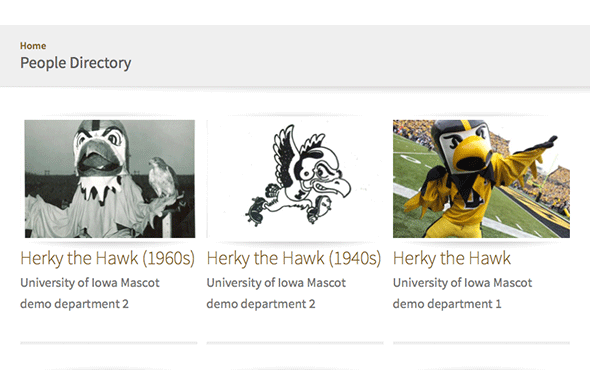 Home
People Directory
Herky the Hawk (1960s)
University of Iowa Mascot
demo department 2
Herky the Hawk (1940s)
University of Iowa Mascot
demo department 2
Herky the Hawk
University of Iowa Mascot
demo department 1